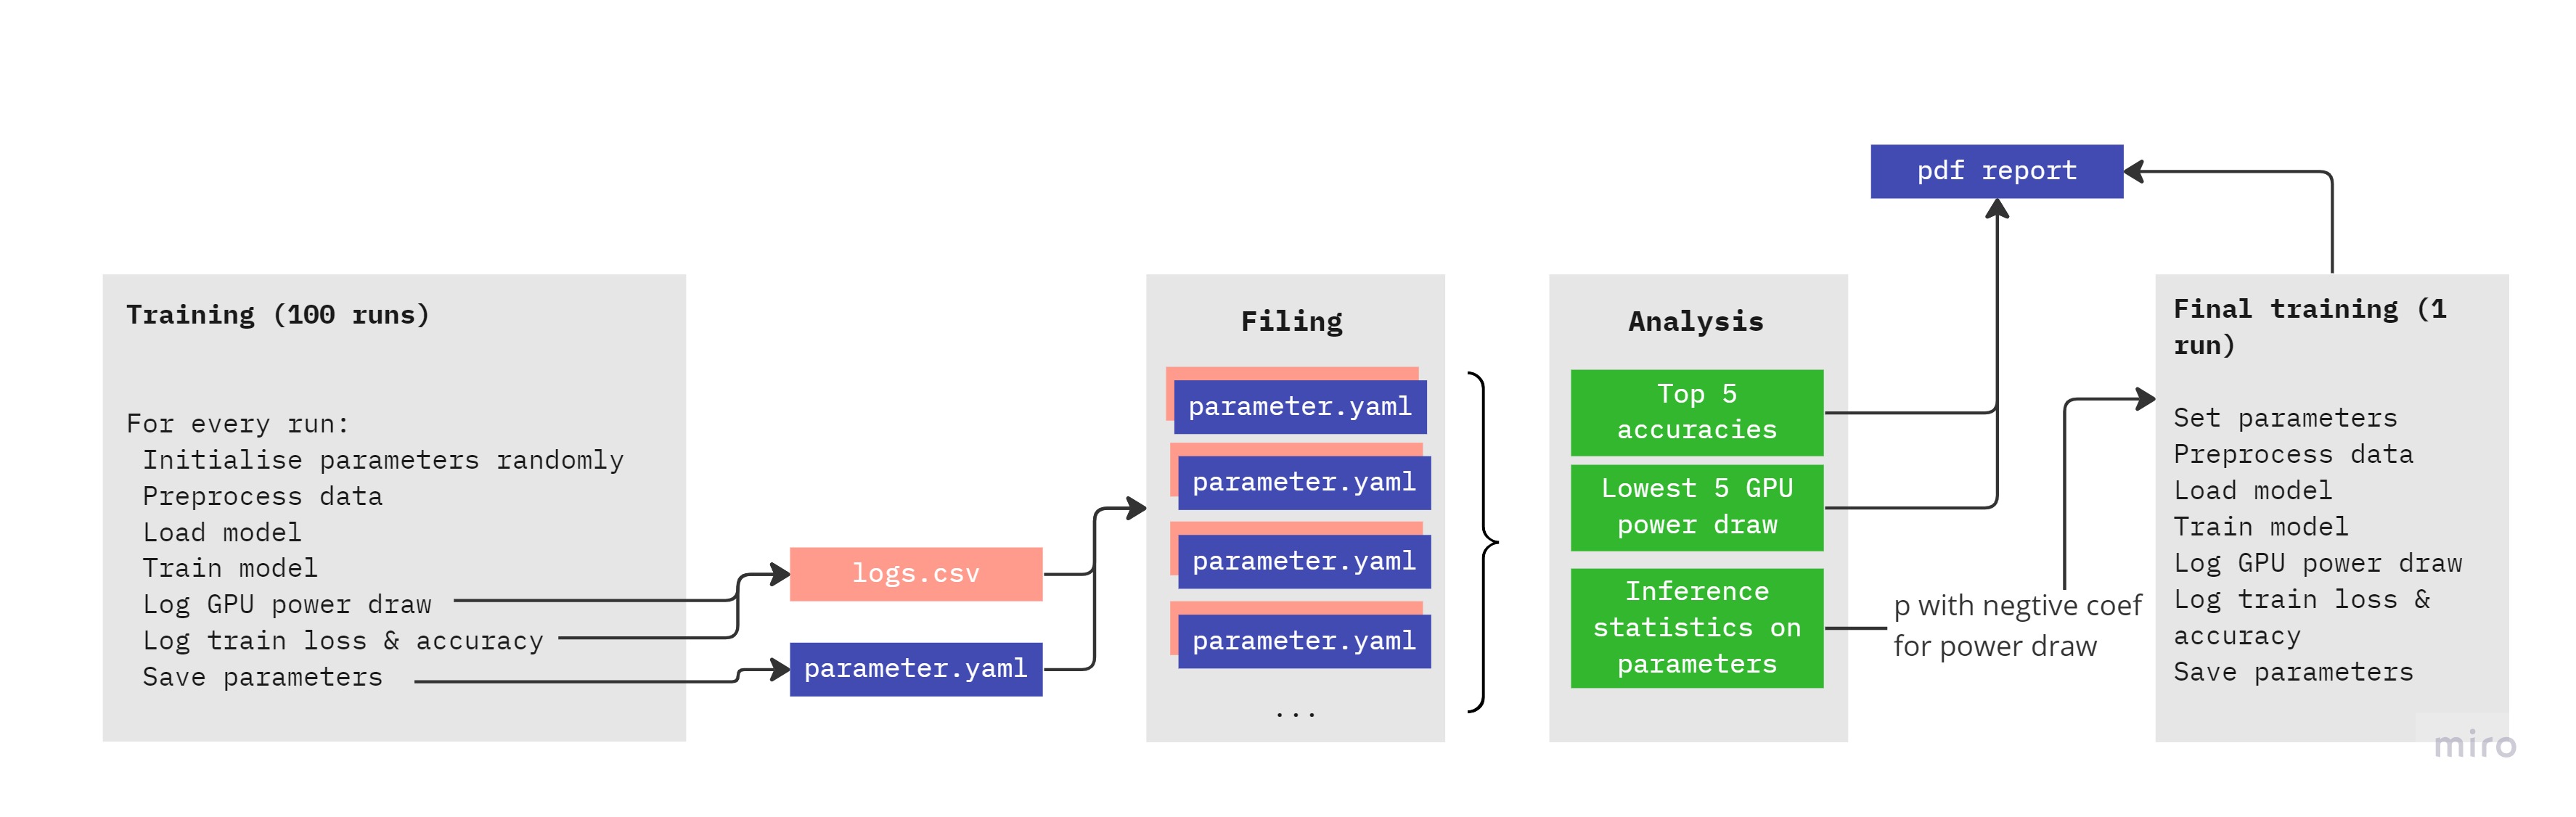 pdf report
Training (100 runs)
For every run:
Initialise parameters randomly
Preprocess data
Load model
Train model
Log GPU power draw
Log train loss & accuracy
Save parameters
logs.csv
parameter.yaml
Filing
parameter.yaml
parameter.yaml
parameter.yaml
parameter.yaml
...
Analysis
Top 5
accuracies
Lowest 5 GPU
power draw
Inference
statistics on
parameters
p with negtive coef
for power draw
Final training (1
run)
Set parameters
Preprocess data
Load model
Train model
Log GPU power draw
Log train loss &
accuracy
Save parameters
miro